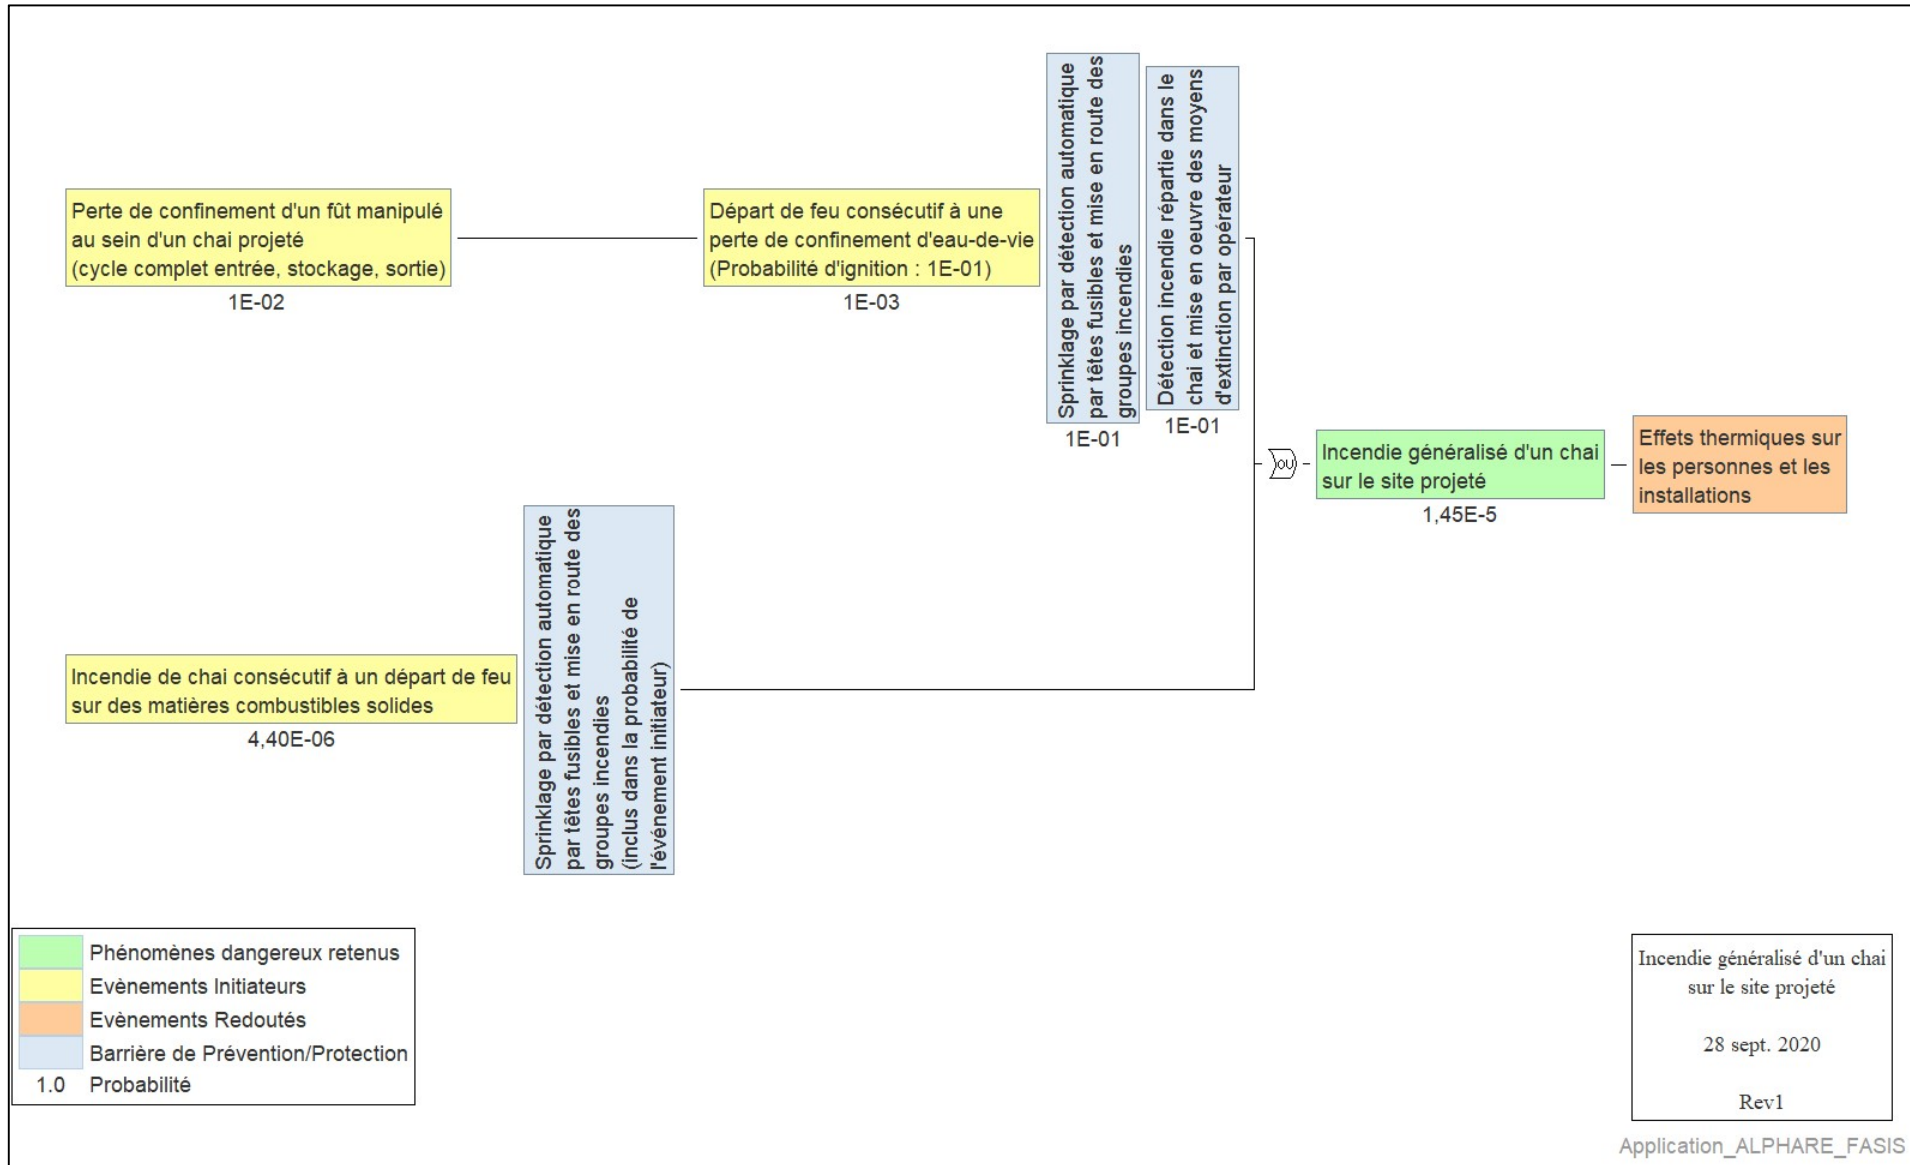 Perte de confinement d'un fût manipulé
au sein d'un chai projeté
(cycle complet entrée, stockage, sortie)
1E-02
Départ de feu consécutif à une
perte de confinement d'eau-de-vie
(Probabilité d'ignition : 1E-01)
1E-03
Sprinklage par détection automatique
par têtes fusibles et mise en route des
groupes incendies
1E-01
Détection incendie répartie dans le
chai et mise en oeuvre des moyens
d'extinction par opérateur
1E-01
OU
Incendie généralisé d'un chai
sur le site projeté
1,45E-5
Effets thermiques sur
les personnes et les
installations
Incendie de chai consécutif à un départ de feu
sur des matières combustibles solides
4,40E-06
Sprinklage par détection automatique
par têtes fusibles et mise en route des
groupes incendies
(inclus dans la probabilité de
l'événement initiateur)
Phénomènes dangereux retenus
Evènements Initiateurs
Evènements Redoutés
Barrière de Prévention/Protection
1.0 Probabilité
Incendie généralisé d'un chai
sur le site projeté
28 sept. 2020
Rev1
Application_ALPHARE_FASIS